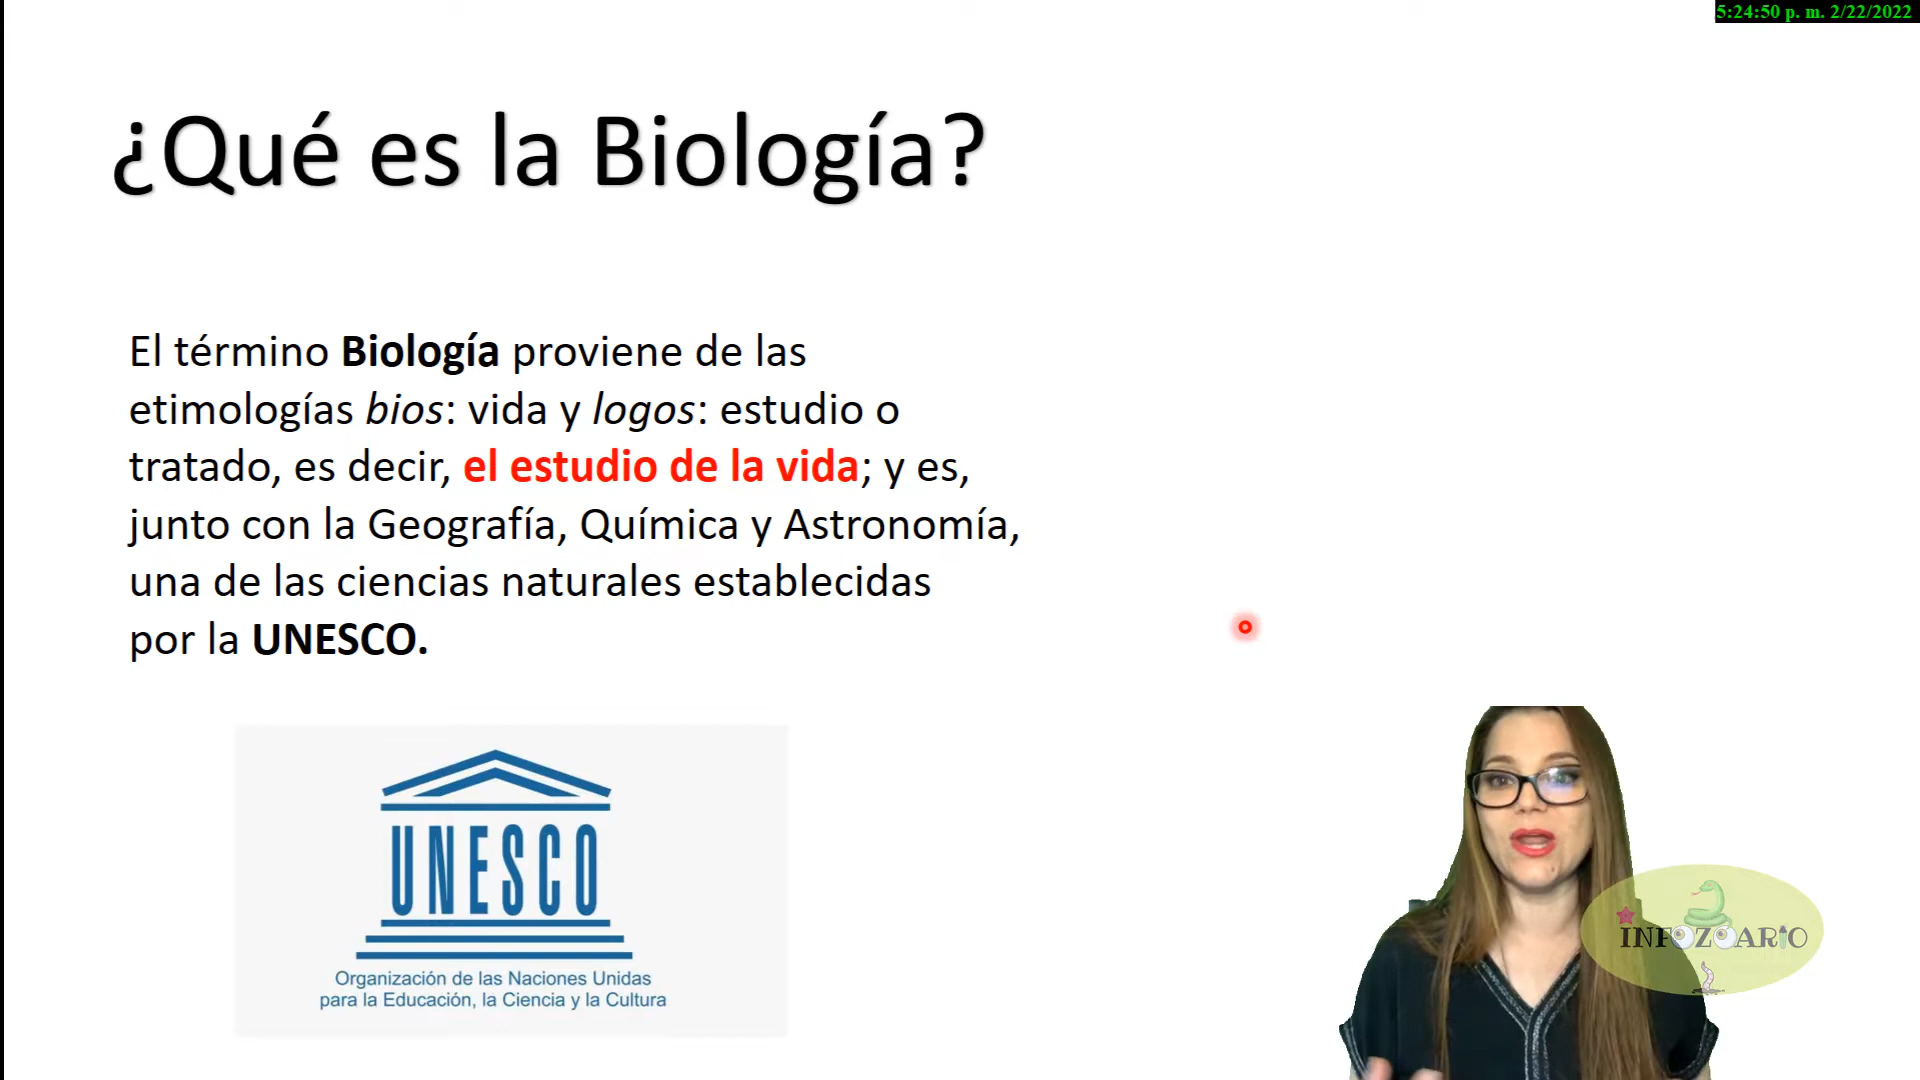 5:24:50 p. m. 2/22/2022
¿Qué es la Biología?
El término Biología proviene de las
etimologías bios: vida y logos: estudio o
tratado, es decir, el estudio de la vida; y es,
junto con la Geografía, Química y Astronomía,
una de las ciencias naturales establecidas
por la UNESCO.
UNESCO
Organización de las Naciones Unidas
para la Educación, la Ciencia y la Cultura
INFOZOARIO